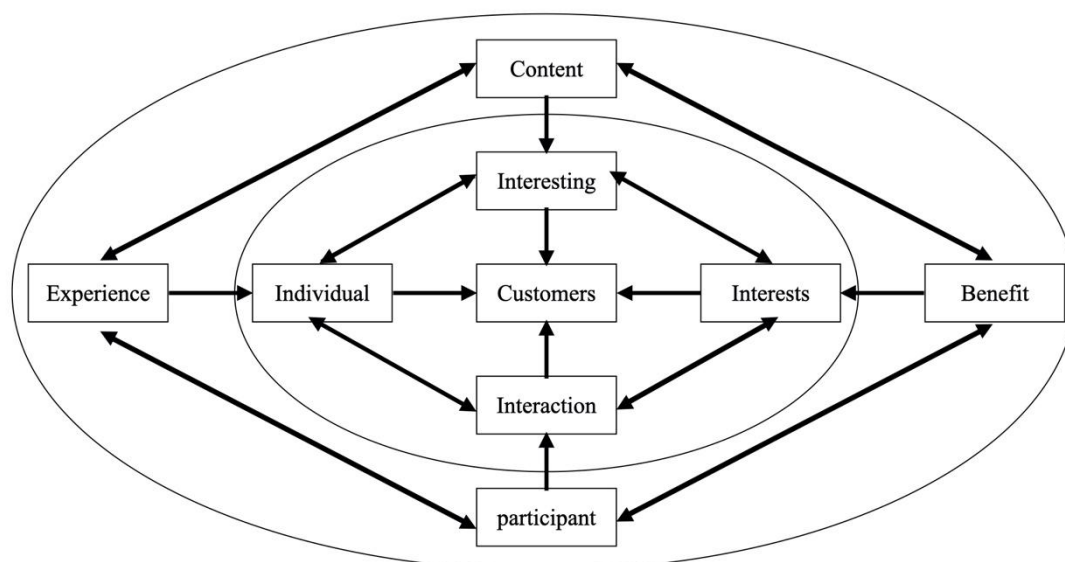 Content
Interesting
Experience
Individual
Customers
Interests
Benefit
Interaction
participant